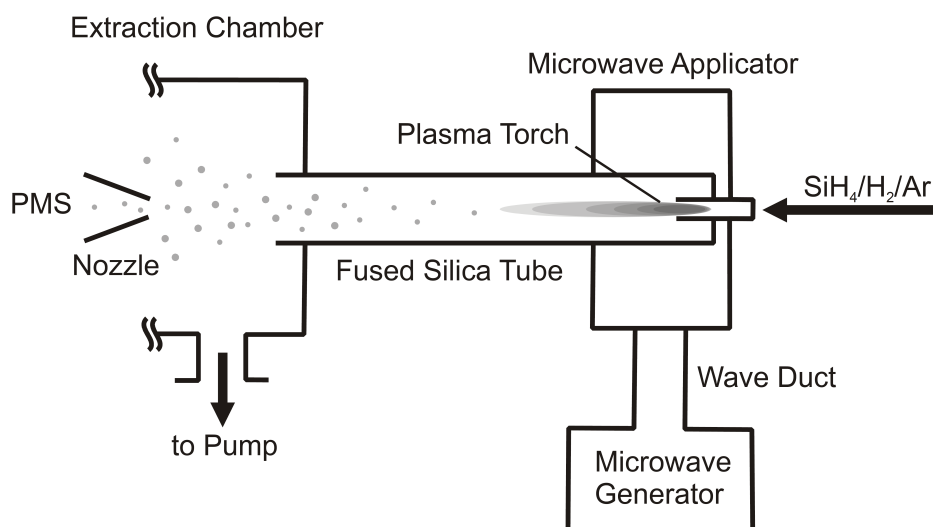 Extraction Chamber
Microwave Applicator
Plasma Torch
SiH₄/H₂/Ar
PMS
Nozzle
Fused Silica Tube
Wave Duct
to Pump
Microwave
Generator